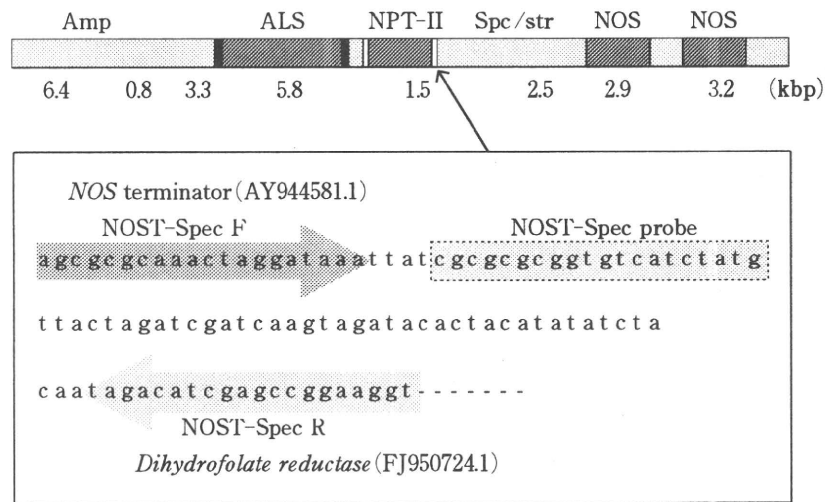 Amp ALS NPT-II Spc/str NOS NOS
6.4 0.8 3.3 5.8 1.5 2.5 2.9 3.2 (kbp)
NOS terminator (AY944581.1)
NOST-Spec F NOST-Spec probe
agcgcgcaaactaggataaattatcgcgcgcggtgtcatctatg
ttactagatcgatcaagtagatacactacatatatcta
caatagacatcgagccggaaggt-------
NOST-Spec R
Dihydrofolate reductase (FJ950724.1)